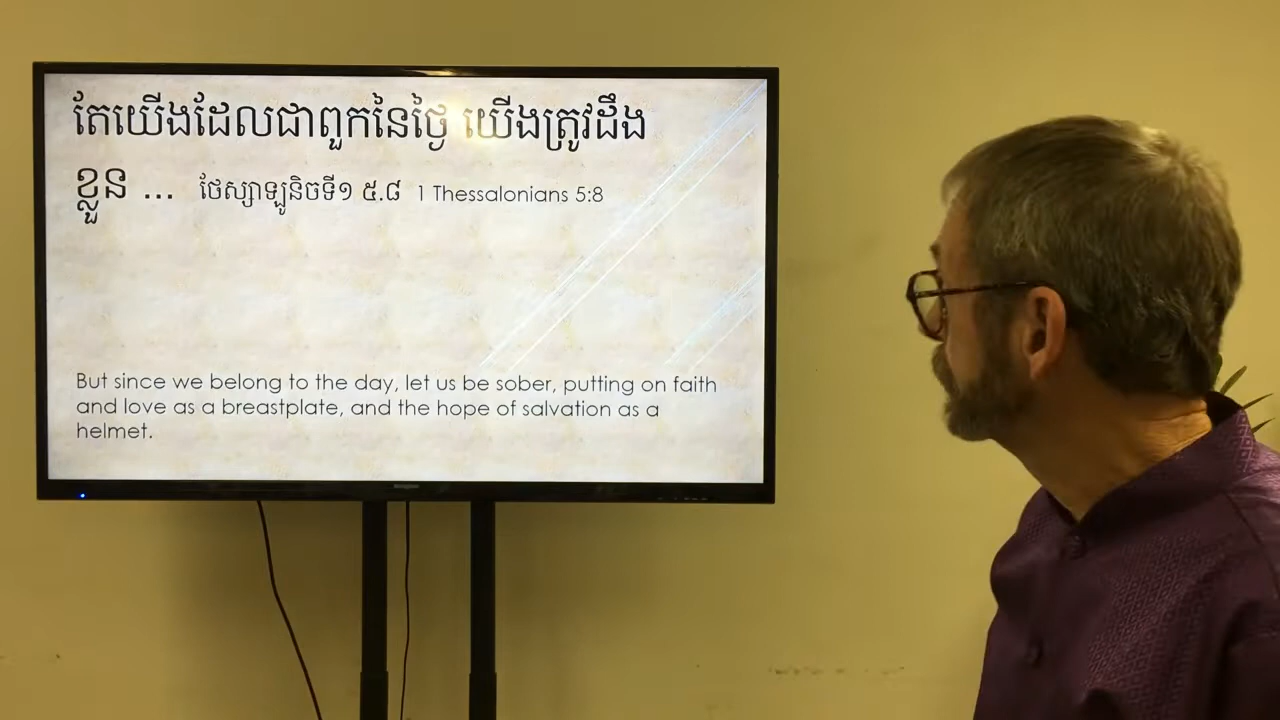 តែយើងដែលជាពួកនៃថ្ងៃ យើងត្រូវដឹង
ខ្លួន ... ថែស្សាឡូនិចទី១ ៥.៨ 1 Thessalonians 5:8
But since we belong to the day, let us be sober, putting on faith
and love as a breastplate, and the hope of salvation as a
helmet.